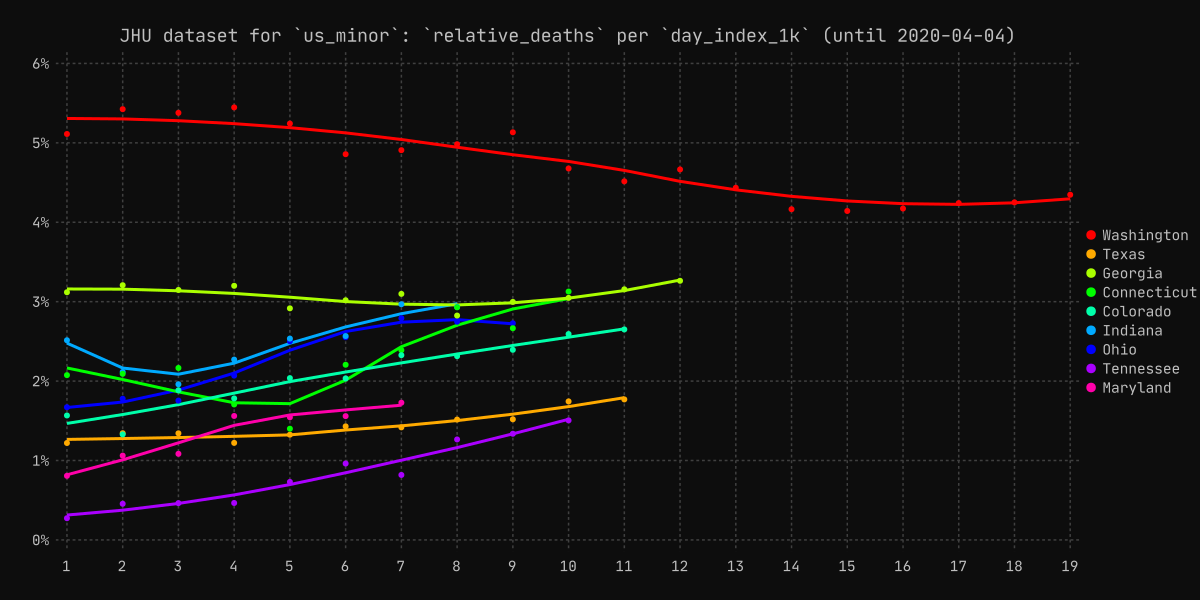 JHU dataset for `us_minor`: `relative_deaths` per `day_index_1k` (until 2020-04-04)
6%
5%
4%
3%
2%
1%
0%
1 2 3 4 5 6 7 8 9 10 11 12 13 14 15 16 17 18 19
Washington
Texas
Georgia
Connecticut
Colorado
Indiana
Ohio
Tennessee
Maryland